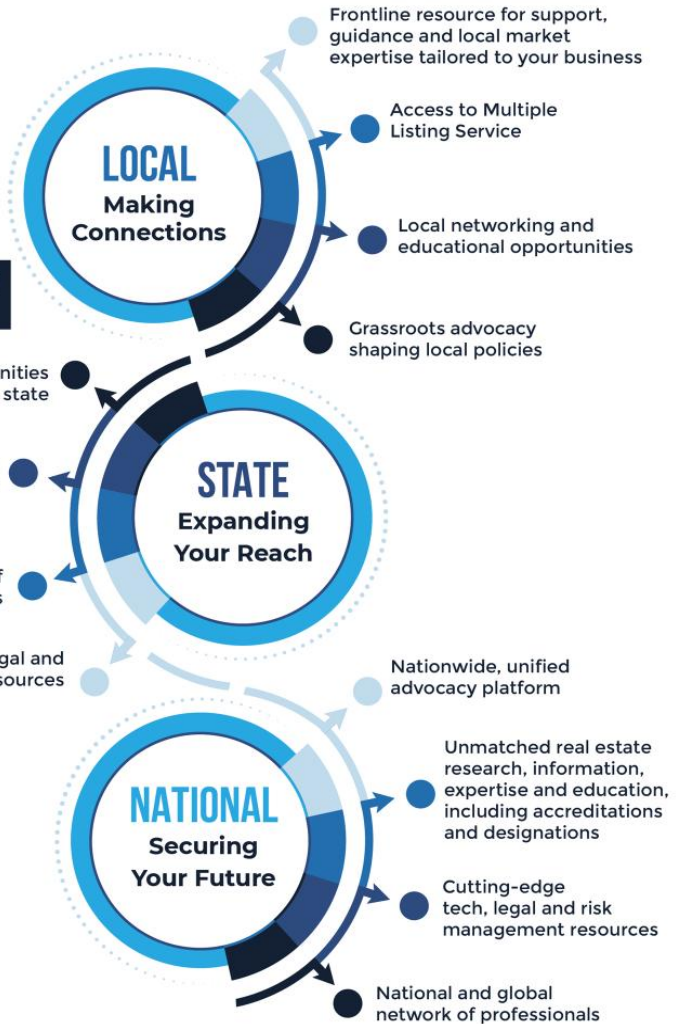 Frontline resource for support,
guidance and local market
expertise tailored to your business
Access to Multiple
Listing Service
LOCAL
Making
Connections
Local networking and
educational opportunities
Grassroots advocacy
shaping local policies
state
STATE
Expanding
Your Reach
and
Nationwide, unified
advocacy platform
Unmatched real estate
research, information,
expertise and education,
including accreditations
and designations
NATIONAL
Securing
Your Future
Cutting-edge
tech, legal and risk
management resources
National and global
network of professionals